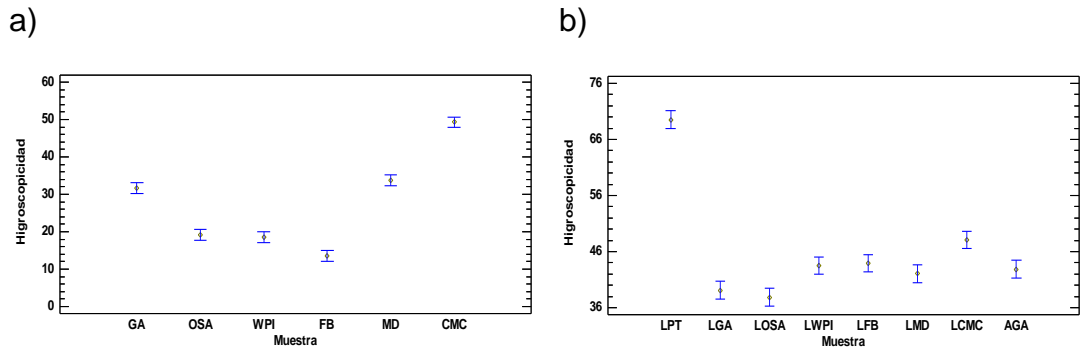 a)
60
50
40
30
20
10
0
Higroscopicidad
GA OSA WPI FB MD CMC
Muestra
b)
76
66
56
46
36
Higroscopicidad
LPT LGA LOSA LWPI LFB LMD LCMC AGA
Muestra